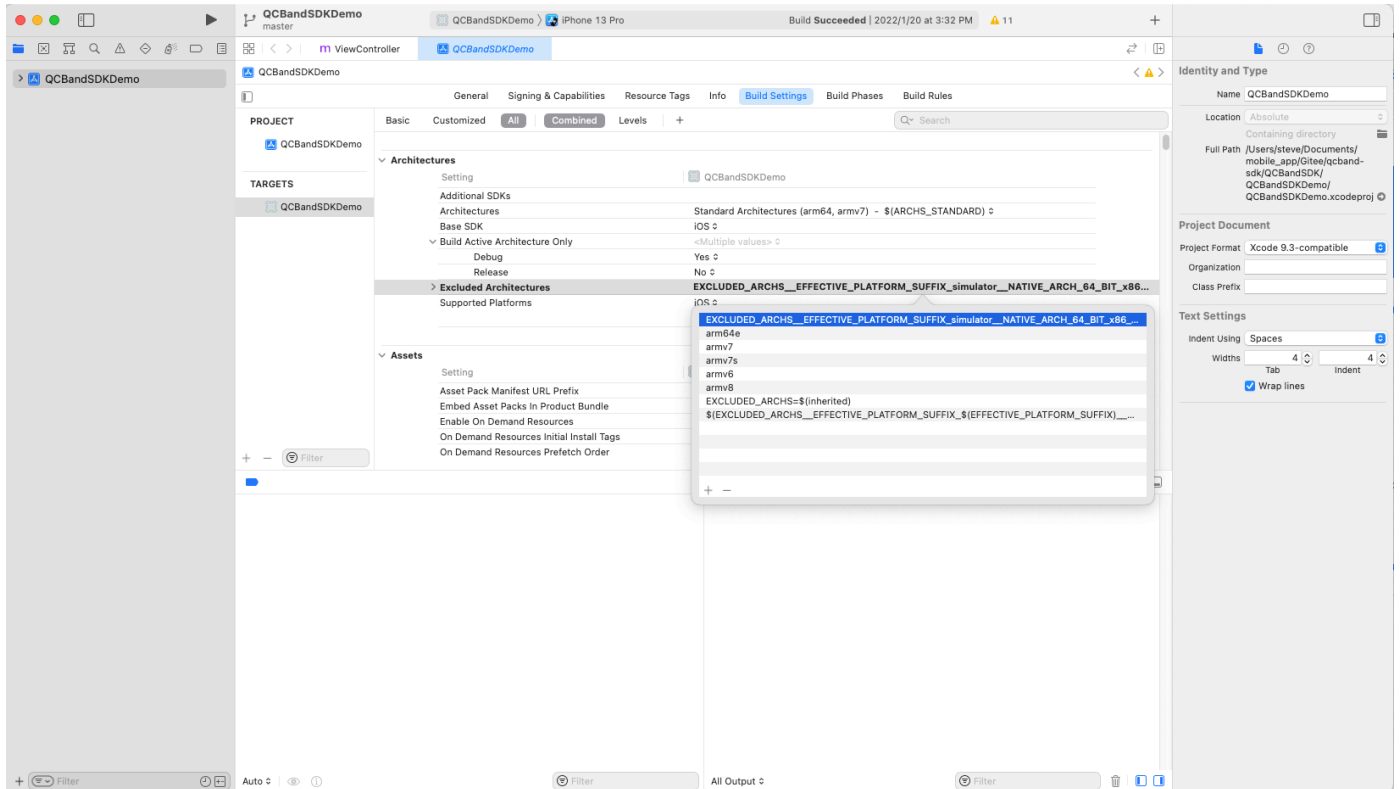 QCBandSDKDemo
master
QCBandSDKDemo 〉 iPhone 13 Pro
Build Succeeded | 2022/1/20 at 3:32 PM
11
m ViewController
QCBandSDKDemo
QCBandSDKDemo
QCBandSDKDemo
General Signing & Capabilities Resource Tags Info Build Settings Build Phases Build Rules
PROJECT
QCBandSDKDemo
TARGETS
QCBandSDKDemo
Basic Customized All Combined Levels +
Search
Architectures
Setting QCBandSDKDemo
Additional SDKs
Architectures Standard Architectures (arm64, armv7) - $(ARCHS_STANDARD)
Base SDK iOS
Build Active Architecture Only <Multiple values>
Debug Yes
Release No
Excluded Architectures EXCLUDED_ARCHS__EFFECTIVE_PLATFORM_SUFFIX_simulator__NATIVE_ARCH_64_BIT_x86...
Supported Platforms iOS
EXCLUDED_ARCHS__EFFECTIVE_PLATFORM_SUFFIX_simulator__NATIVE_ARCH_64_BIT_x86_...
arm64e
armv7
armv7s
armv6
armv8
EXCLUDED_ARCHS=$(inherited)
$(EXCLUDED_ARCHS__EFFECTIVE_PLATFORM_SUFFIX_$(EFFECTIVE_PLATFORM_SUFFIX)__...
+ −
Assets
Setting
Asset Pack Manifest URL Prefix
Embed Asset Packs In Product Bundle
Enable On Demand Resources
On Demand Resources Initial Install Tags
On Demand Resources Prefetch Order
+ − Filter
Identity and Type
Name QCBandSDKDemo
Location Absolute
Containing directory
Full Path /Users/steve/Documents/
mobile_app/Gitee/qcband-
sdk/QCBandSDK/
QCBandSDKDemo/
QCBandSDKDemo.xcodeproj
Project Document
Project Format Xcode 9.3-compatible
Organization
Class Prefix
Text Settings
Indent Using Spaces
Widths 4 4
Tab Indent
Wrap lines
+ Filter
Auto
Filter
All Output
Filter